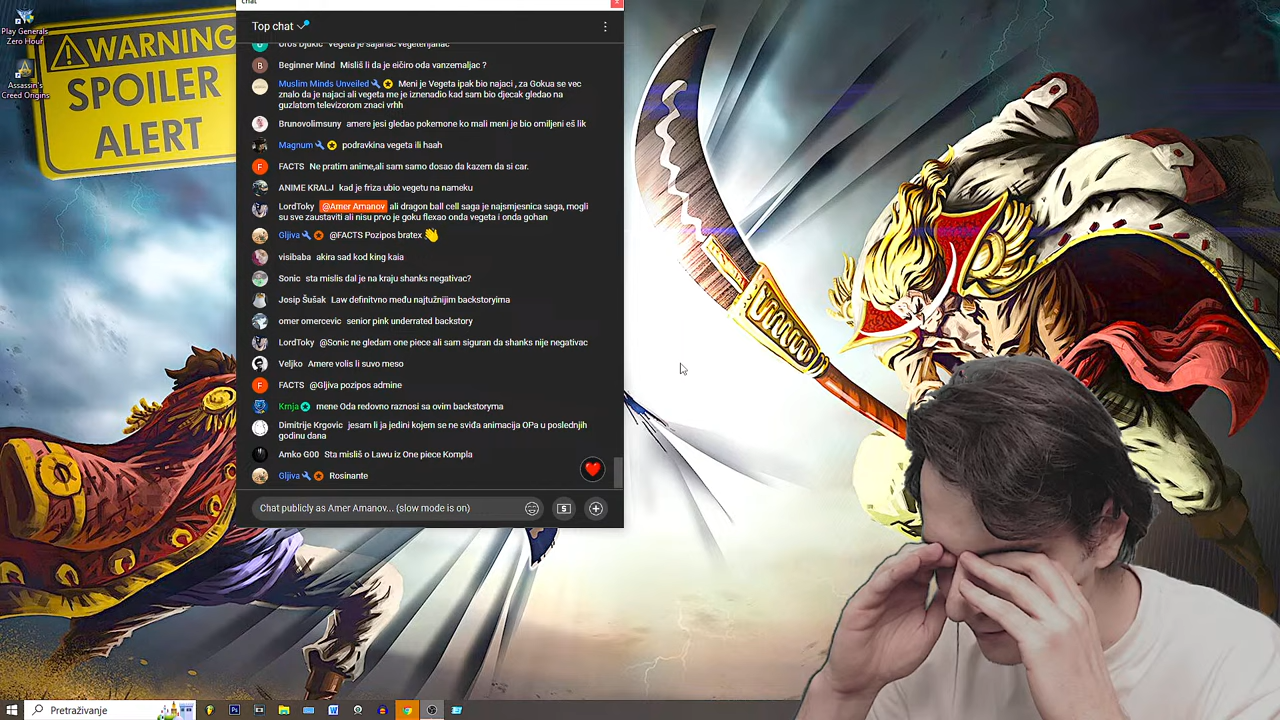 Play Generals
Zero Hour
Assassin's
Creed Origins
WARNING
SPOILER
ALERT
chat
Top chat
Uros Djukic Vegeta je sajanac vegeterijanac
Beginner Mind Misliš li da je eičiro oda vanzemaljac ?
Muslim Minds Unveiled Meni je Vegeta ipak bio najaci , za Gokua se vec
znalo da je najaci ali vegeta me je iznenadio kad sam bio djecak gledao na
guzlatom televizorom znaci vrhh
Brunovolimsuny amere jesi gledao pokemone ko mali meni je bio omiljeni eš lik
Magnum podravkina vegeta ili haah
FACTS Ne pratim anime,ali sam samo dosao da kazem da si car.
ANIME KRALJ kad je friza ubio vegetu na nameku
LordToky @Amer Amanov ali dragon ball cell saga je najsmjesnica saga, mogli
su sve zaustaviti ali nisu prvo je goku flexao onda vegeta i onda gohan
Gljiva @FACTS Pozipos bratex
visibaba akira sad kod king kaia
Sonic sta mislis dal je na kraju shanks negativac?
Josip Šušak Law definitvno među najtužnijim backstoryima
omer omercevic senior pink underrated backstory
LordToky @Sonic ne gledam one piece ali sam siguran da shanks nije negativac
Veljko Amere volis li suvo meso
FACTS @Gljiva pozipos admine
Krnja mene Oda redovno raznosi sa ovim backstoryma
Dimitrije Krgovic jesam li ja jedini kojem se ne sviđa animacija OPa u poslednjih
godinu dana
Amko G00 Sta misliš o Lawu iz One piece Kompla
Gljiva Rosinante
Chat publicly as Amer Amanov... (slow mode is on)
Pretraživanje